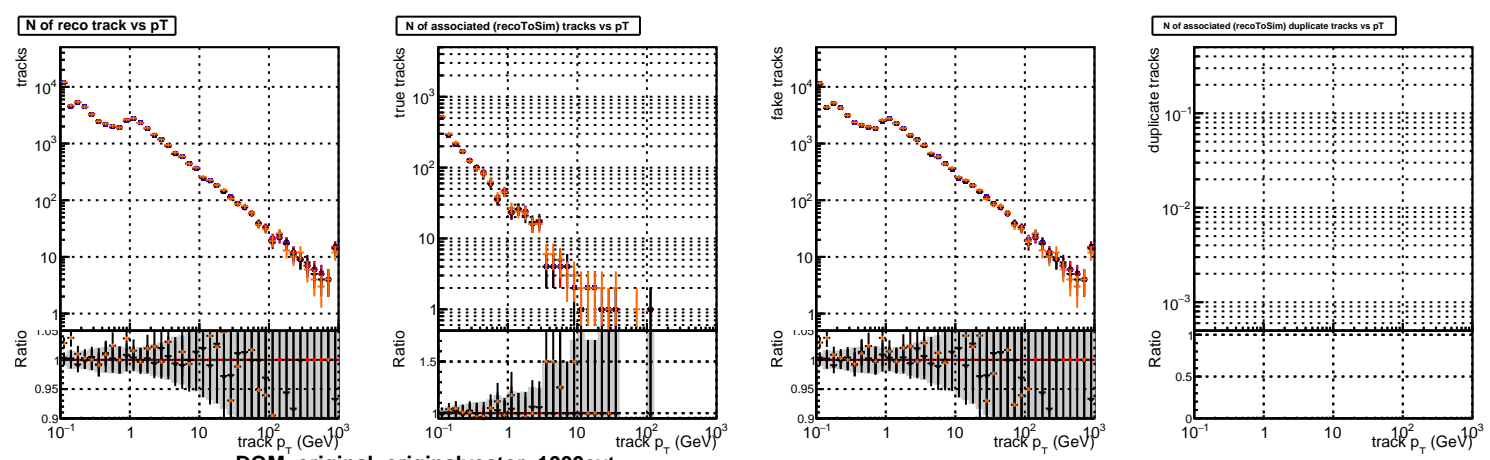 N of reco track vs pT
tracks
10⁴
10³
10²
10
1
Ratio
1.05
1
0.95
0.9
10⁻¹ 1 10 10² 10³
track p_T (GeV)
N of associated (recoToSim) tracks vs pT
true tracks
10³
10²
10
1
Ratio
1.5
1
10⁻¹ 1 10 10² 10³
track p_T (GeV)
fake tracks
10⁴
10³
10²
10
1
Ratio
1.05
1
0.95
0.9
10⁻¹ 1 10 10² 10³
track p_T (GeV)
N of associated (recoToSim) duplicate tracks vs pT
duplicate tracks
10⁻¹
10⁻²
10⁻³
Ratio
1
0.5
0
10⁻¹ 1 10 10² 10³
track p_T (GeV)